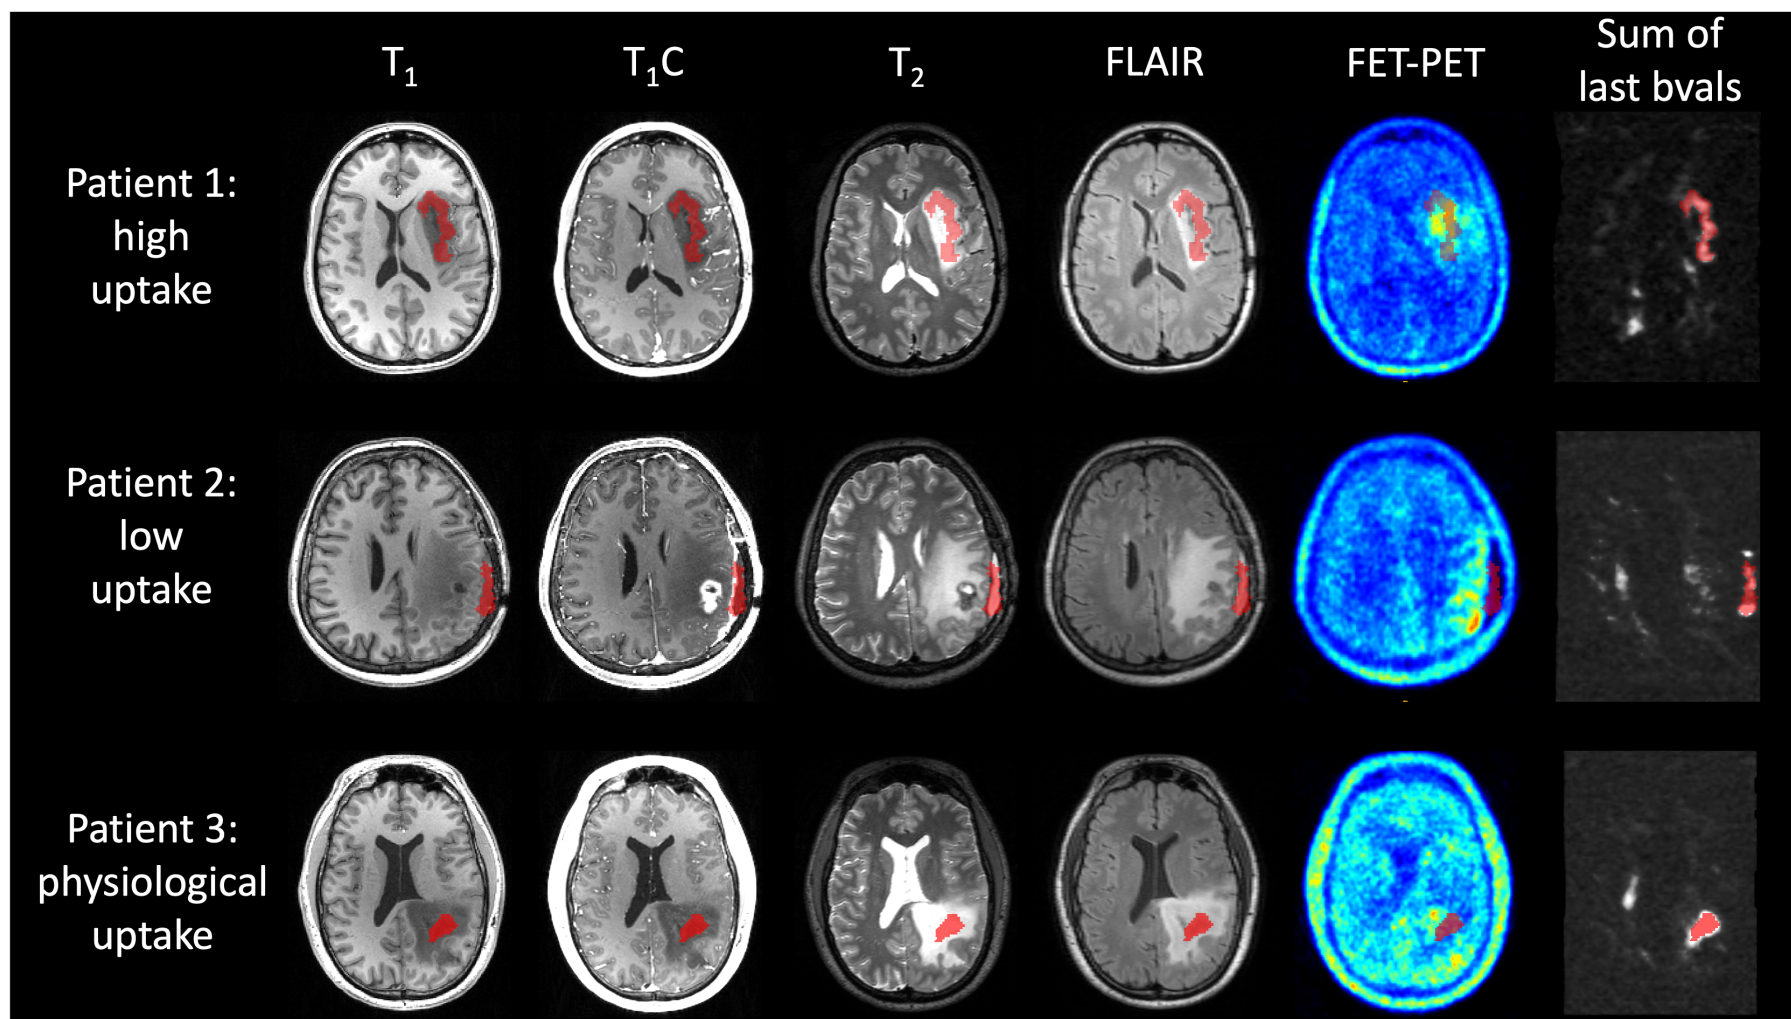 T₁
T₁C
T₂
FLAIR
FET-PET
Sum of
last bvals
Patient 1:
high
uptake
Patient 2:
low
uptake
Patient 3:
physiological
uptake